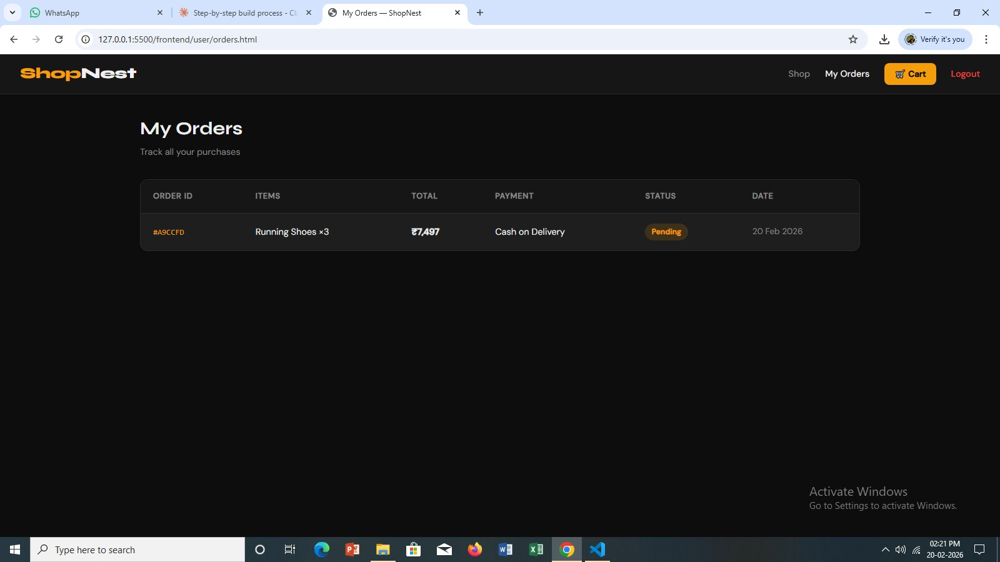 WhatsApp
Step-by-step build process - Cla
My Orders — ShopNest
127.0.0.1:5500/frontend/user/orders.html
Verify it's you
ShopNest
Shop
My Orders
Cart
Logout
My Orders
Track all your purchases
ORDER ID ITEMS TOTAL PAYMENT STATUS DATE
#A9CCFD Running Shoes ×3 ₹7,497 Cash on Delivery Pending 20 Feb 2026
Activate Windows
Go to Settings to activate Windows.
Type here to search
02:21 PM
20-02-2026